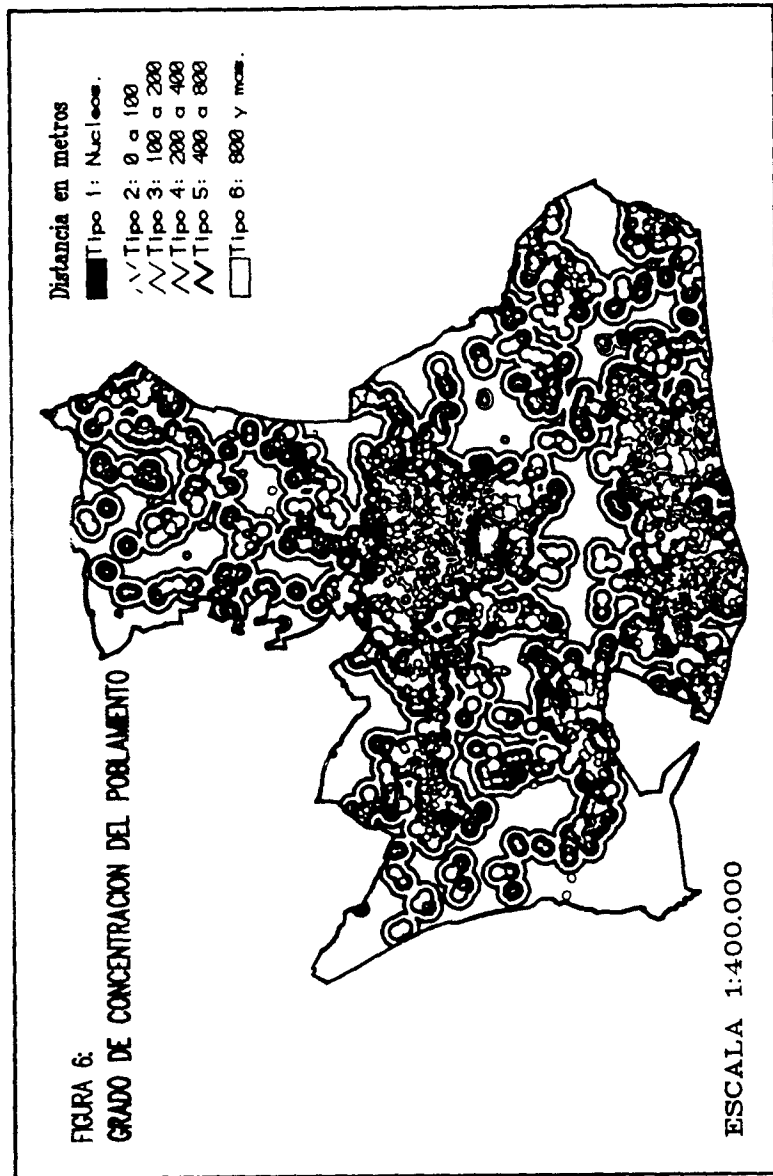 FIGURA 6:
GRADO DE CONCENTRACION DEL POBLAMENTO
Distancia en metros
Tipo 1: Nucleos.
Tipo 2: 0 a 100
Tipo 3: 100 a 200
Tipo 4: 200 a 400
Tipo 5: 400 a 800
Tipo 6: 800 y mas.
ESCALA 1:400.000